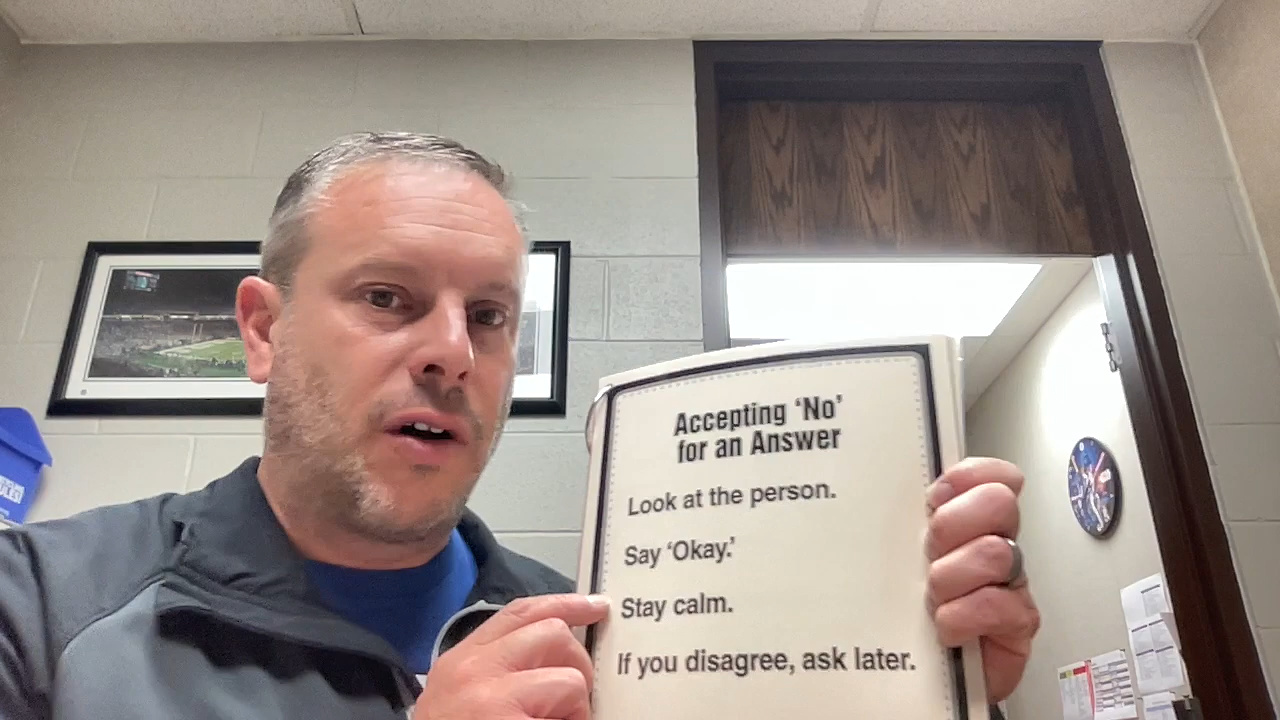 Accepting ‘No’
for an Answer
Look at the person.
Say ‘Okay.’
Stay calm.
If you disagree, ask later.